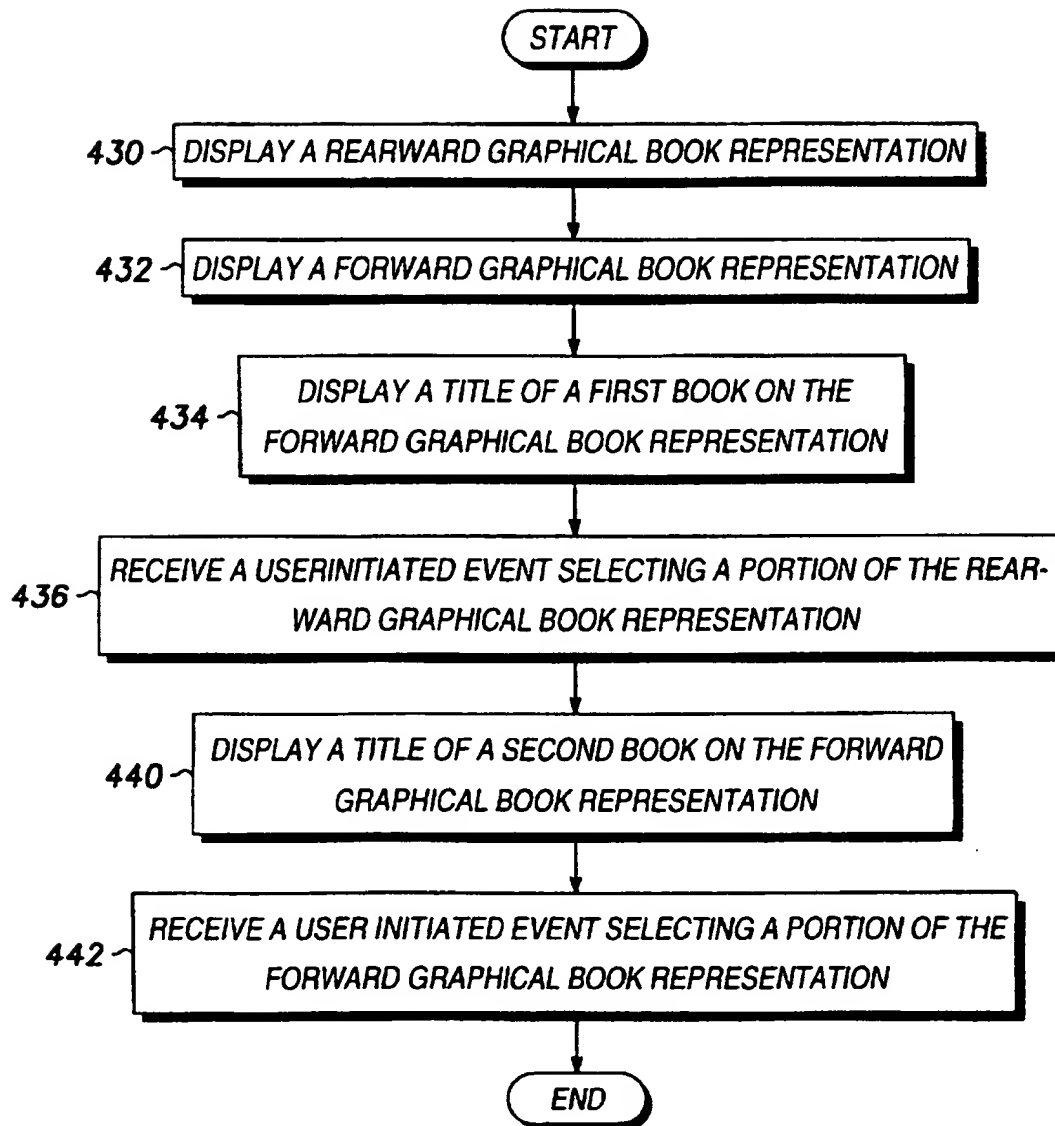 START
430 DISPLAY A REARWARD GRAPHICAL BOOK REPRESENTATION
432 DISPLAY A FORWARD GRAPHICAL BOOK REPRESENTATION
DISPLAY A TITLE OF A FIRST BOOK ON THE
434 FORWARD GRAPHICAL BOOK REPRESENTATION
RECEIVE A USERINITIATED EVENT SELECTING A PORTION OF THE REAR-
436 WARD GRAPHICAL BOOK REPRESENTATION
DISPLAY A TITLE OF A SECOND BOOK ON THE FORWARD
440 GRAPHICAL BOOK REPRESENTATION
RECEIVE A USER INITIATED EVENT SELECTING A PORTION OF THE
442 FORWARD GRAPHICAL BOOK REPRESENTATION
END